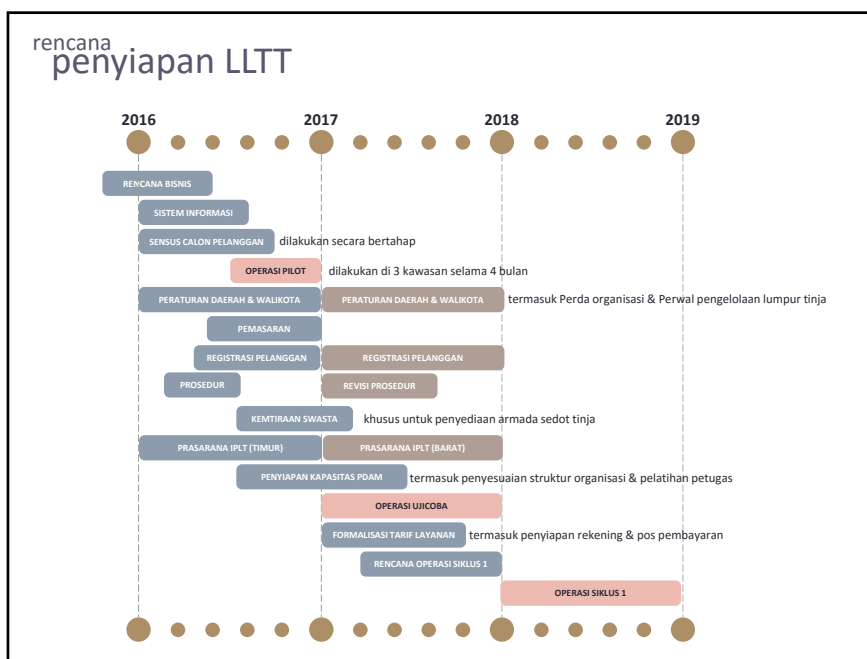 rencana
penyiapan LLTT
2016 2017 2018 2019
RENCANA BISNIS
SISTEM INFORMASI
SENSUS CALON PELANGGAN dilakukan secara bertahap
OPERASI PILOT dilakukan di 3 kawasan selama 4 bulan
PERATURAN DAERAH & WALIKOTA PERATURAN DAERAH & WALIKOTA termasuk Perda organisasi & Perwal pengelolaan lumpur tinja
PEMASARAN
REGISTRASI PELANGGAN REGISTRASI PELANGGAN
PROSEDUR REVISI PROSEDUR
KEMTIRAAN SWASTA khusus untuk penyediaan armada sedot tinja
PRASARANA IPLT (TIMUR) PRASARANA IPLT (BARAT)
PENYIAPAN KAPASITAS PDAM termasuk penyesuaian struktur organisasi & pelatihan petugas
OPERASI UJICOBA
FORMALISASI TARIF LAYANAN termasuk penyiapan rekening & pos pembayaran
RENCANA OPERASI SIKLUS 1
OPERASI SIKLUS 1